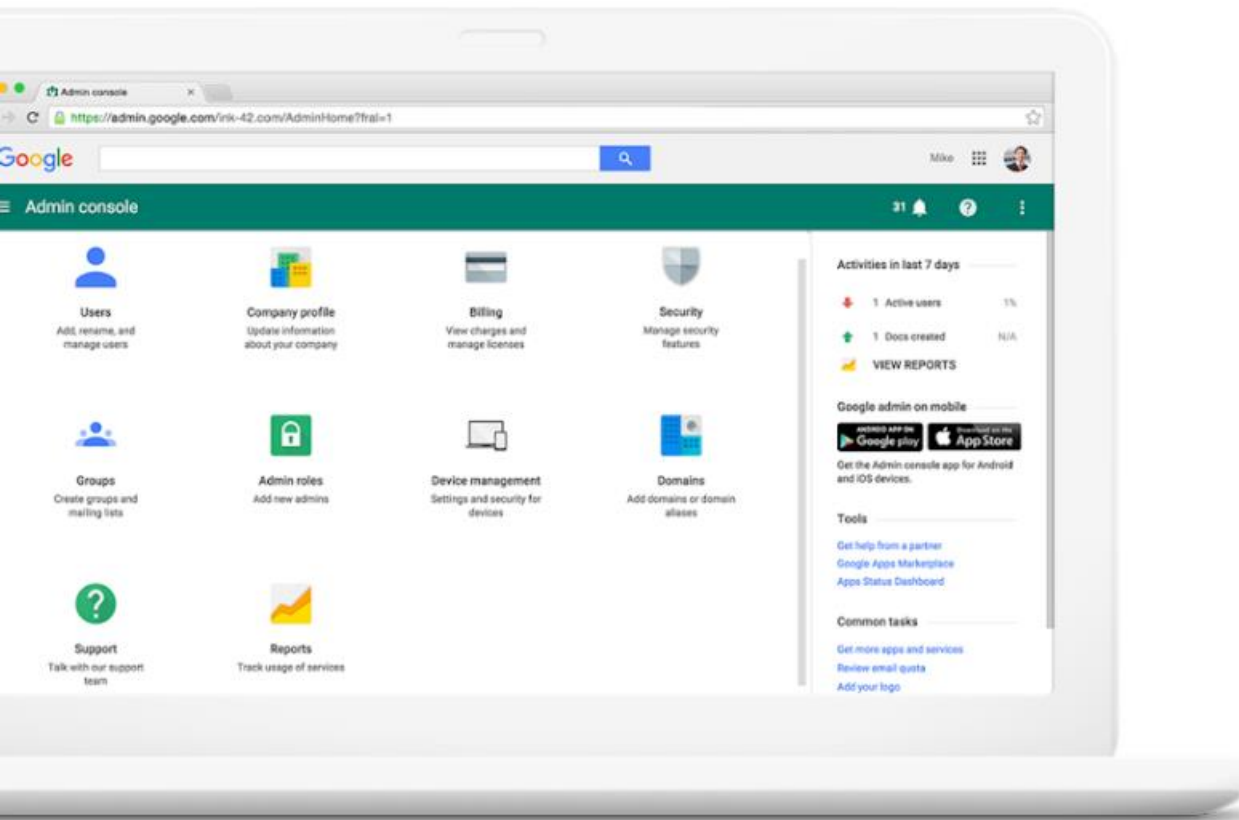 Admin console
https://admin.google.com/ink-42.com/AdminHome?fral=1
Google
Mike
Admin console
31
Users
Add, rename, and
manage users
Company profile
Update information
about your company
Billing
View charges and
manage licenses
Security
Manage security
features
Groups
Create groups and
mailing lists
Admin roles
Add new admins
Device management
Settings and security for
devices
Domains
Add domains or domain
aliases
Support
Talk with our support
team
Reports
Track usage of services
Activities in last 7 days
1 Active users 1%
1 Docs created N/A
VIEW REPORTS
Google admin on mobile
ANDROID APP ON
Google play
Download on the
App Store
Get the Admin console app for Android
and iOS devices.
Tools
Get help from a partner
Google Apps Marketplace
Apps Status Dashboard
Common tasks
Get more apps and services
Review email quota
Add your logo